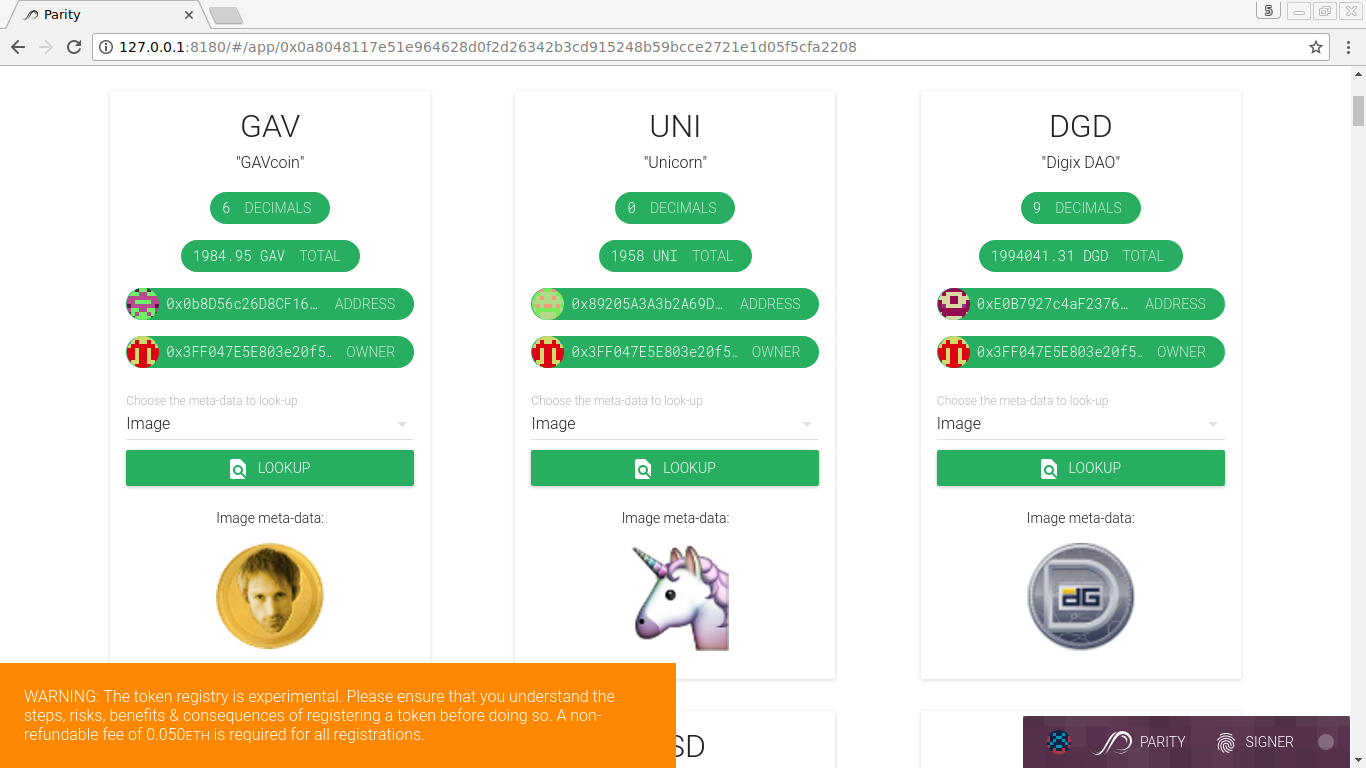 Parity
127.0.0.1:8180/#/app/0x0a8048117e51e964628d0f2d26342b3cd915248b59bcce2721e1d05f5cfa2208
GAV
"GAVcoin"
6 DECIMALS
1984.95 GAV TOTAL
0x0b8D56c26D8CF16… ADDRESS
0x3FF047E5E803e20f5… OWNER
Choose the meta-data to look-up
Image
LOOKUP
Image meta-data:
UNI
"Unicorn"
0 DECIMALS
1958 UNI TOTAL
0x89205A3A3b2A69D… ADDRESS
0x3FF047E5E803e20f5… OWNER
Choose the meta-data to look-up
Image
LOOKUP
Image meta-data:
DGD
"Digix DAO"
9 DECIMALS
1994041.31 DGD TOTAL
0xE0B7927c4aF2376… ADDRESS
0x3FF047E5E803e20f5… OWNER
Choose the meta-data to look-up
Image
LOOKUP
Image meta-data:
dG
WARNING: The token registry is experimental. Please ensure that you understand the
steps, risks, benefits & consequences of registering a token before doing so. A non-
refundable fee of 0.050ETH is required for all registrations.
SD
PARITY SIGNER